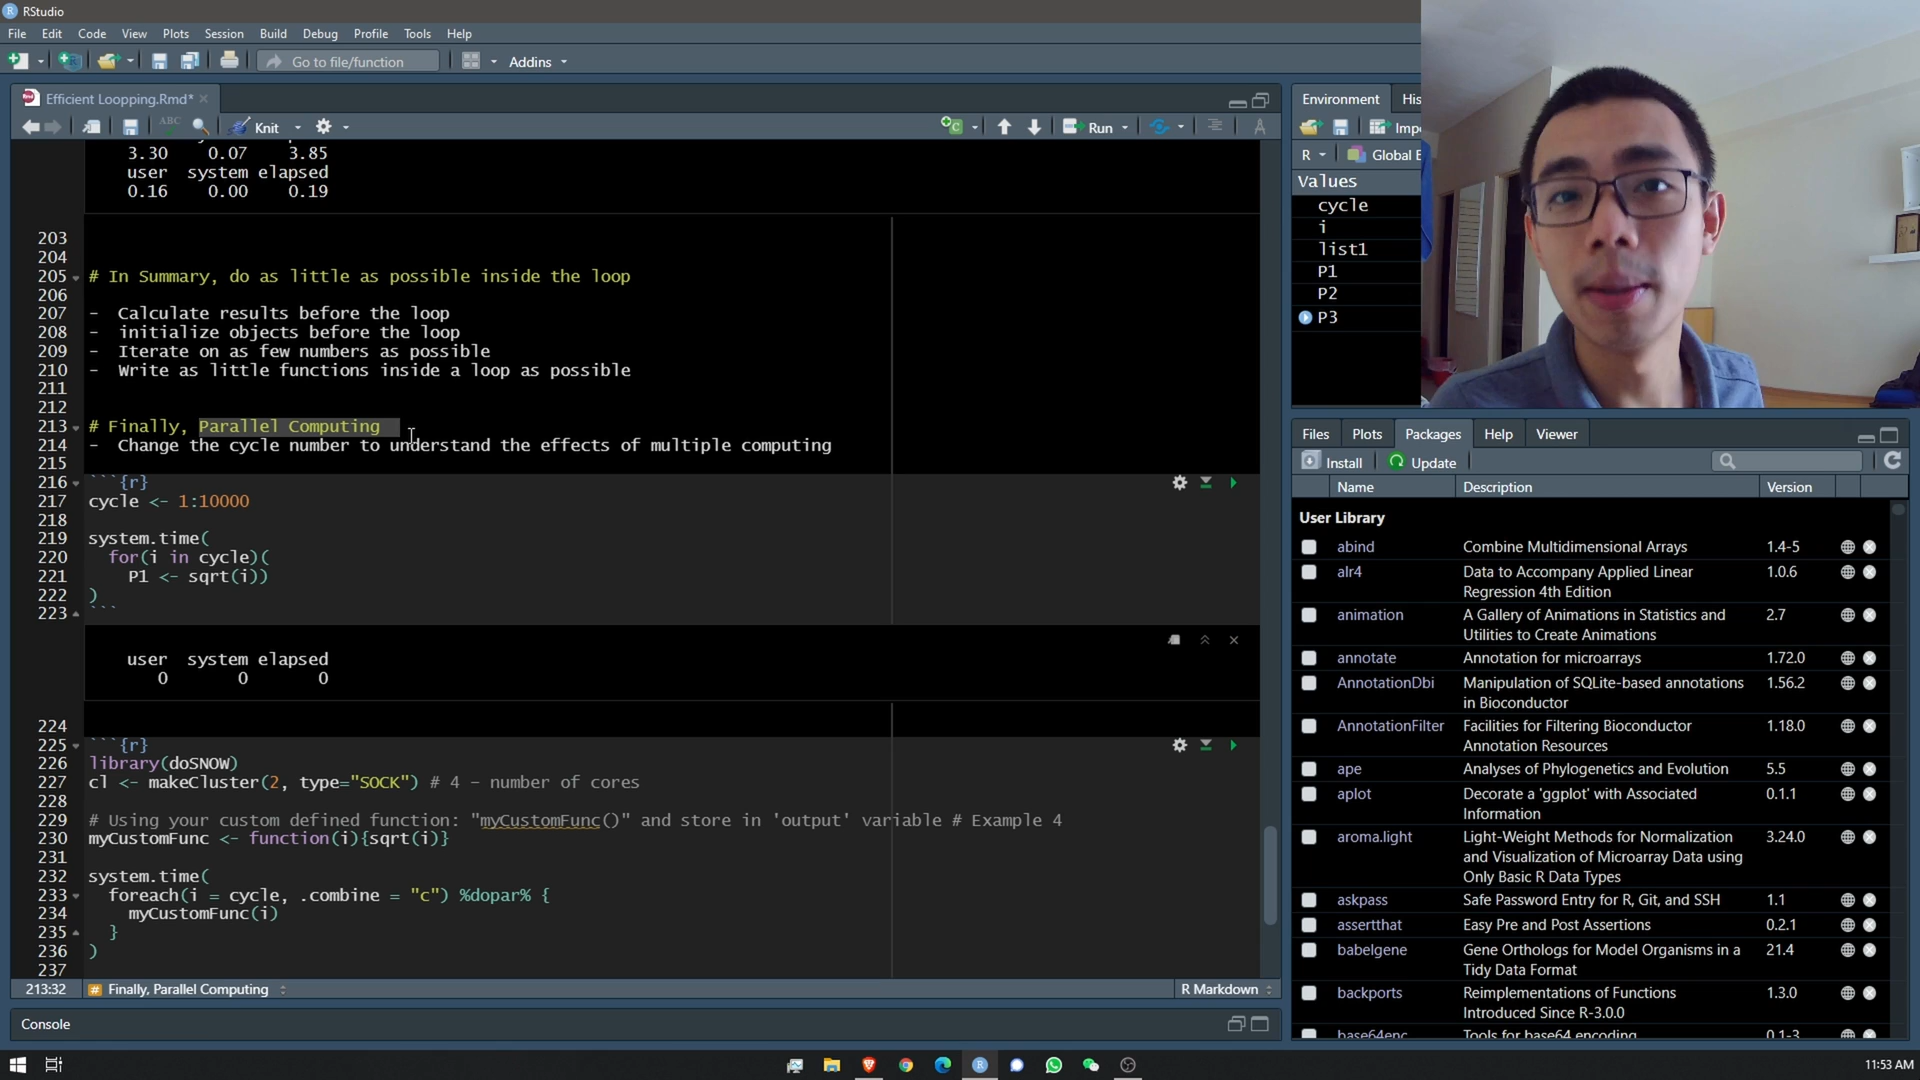 RStudio
File Edit Code View Plots Session Build Debug Profile Tools Help
Go to file/function Addins
Efficient Loopping.Rmd*
ABC Knit Run
3.30 0.07 3.85
user system elapsed
0.16 0.00 0.19
203
204
205 # In Summary, do as little as possible inside the loop
206
207 - Calculate results before the loop
208 - initialize objects before the loop
209 - Iterate on as few numbers as possible
210 - Write as little functions inside a loop as possible
211
212
213 # Finally, Parallel Computing
214 - Change the cycle number to understand the effects of multiple computing
215
216 ```{r}
217 cycle <- 1:10000
218
219 system.time(
220 for(i in cycle)(
221 P1 <- sqrt(i))
222 )
223 ```
user system elapsed
0 0 0
224
225 ```{r}
226 library(doSNOW)
227 cl <- makeCluster(2, type="SOCK") # 4 - number of cores
228
229 # Using your custom defined function: "myCustomFunc()" and store in 'output' variable # Example 4
230 myCustomFunc <- function(i){sqrt(i)}
231
232 system.time(
233 foreach(i = cycle, .combine = "c") %dopar% {
234 myCustomFunc(i)
235 }
236 )
237
213:32 Finally, Parallel Computing R Markdown
Console
Environment His
Impo
R Global E
Values
cycle
i
list1
P1
P2
P3
Files Plots Packages Help Viewer
Install Update
Name Description Version
User Library
abind Combine Multidimensional Arrays 1.4-5
alr4 Data to Accompany Applied Linear Regression 4th Edition 1.0.6
animation A Gallery of Animations in Statistics and Utilities to Create Animations 2.7
annotate Annotation for microarrays 1.72.0
AnnotationDbi Manipulation of SQLite-based annotations in Bioconductor 1.56.2
AnnotationFilter Facilities for Filtering Bioconductor Annotation Resources 1.18.0
ape Analyses of Phylogenetics and Evolution 5.5
aplot Decorate a 'ggplot' with Associated Information 0.1.1
aroma.light Light-Weight Methods for Normalization and Visualization of Microarray Data using Only Basic R Data Types 3.24.0
askpass Safe Password Entry for R, Git, and SSH 1.1
assertthat Easy Pre and Post Assertions 0.2.1
babelgene Gene Orthologs for Model Organisms in a Tidy Data Format 21.4
backports Reimplementations of Functions Introduced Since R-3.0.0 1.3.0
base64enc Tools for base64 encoding 0.1-3
11:53 AM